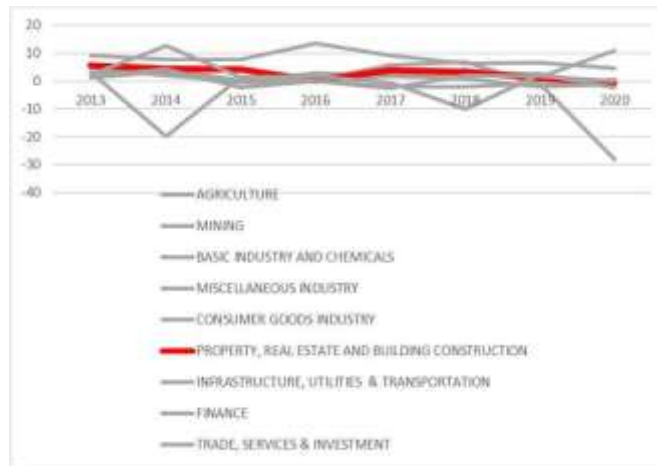 20
10
0
-10
-20
-30
-40
2013 2014 2015 2016 2017 2018 2019 2020
AGRICULTURE
MINING
BASIC INDUSTRY AND CHEMICALS
MISCELLANEOUS INDUSTRY
CONSUMER GOODS INDUSTRY
PROPERTY, REAL ESTATE AND BUILDING CONSTRUCTION
INFRASTRUCTURE, UTILITIES & TRANSPORTATION
FINANCE
TRADE, SERVICES & INVESTMENT